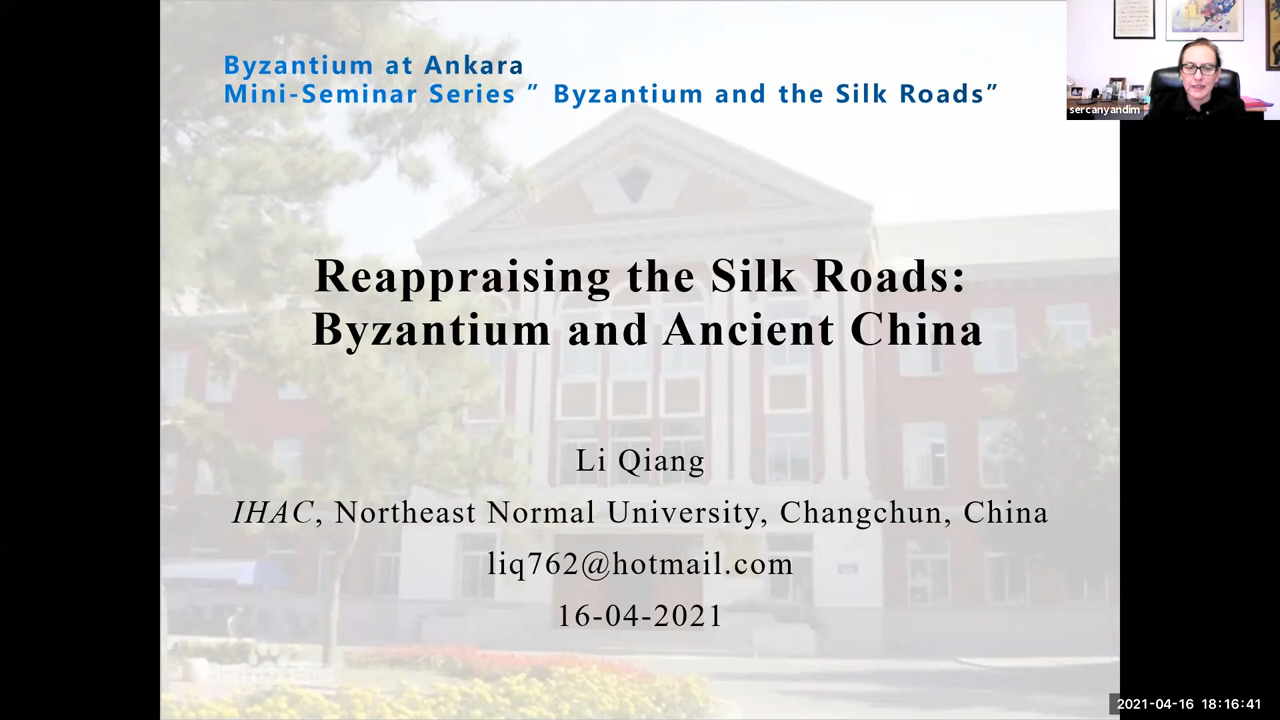 Byzantium at Ankara
Mini-Seminar Series ” Byzantium and the Silk Roads”
sercanyandim
Reappraising the Silk Roads:
Byzantium and Ancient China
Li Qiang
IHAC, Northeast Normal University, Changchun, China
liq762@hotmail.com
16-04-2021
2021-04-16 18:16:41